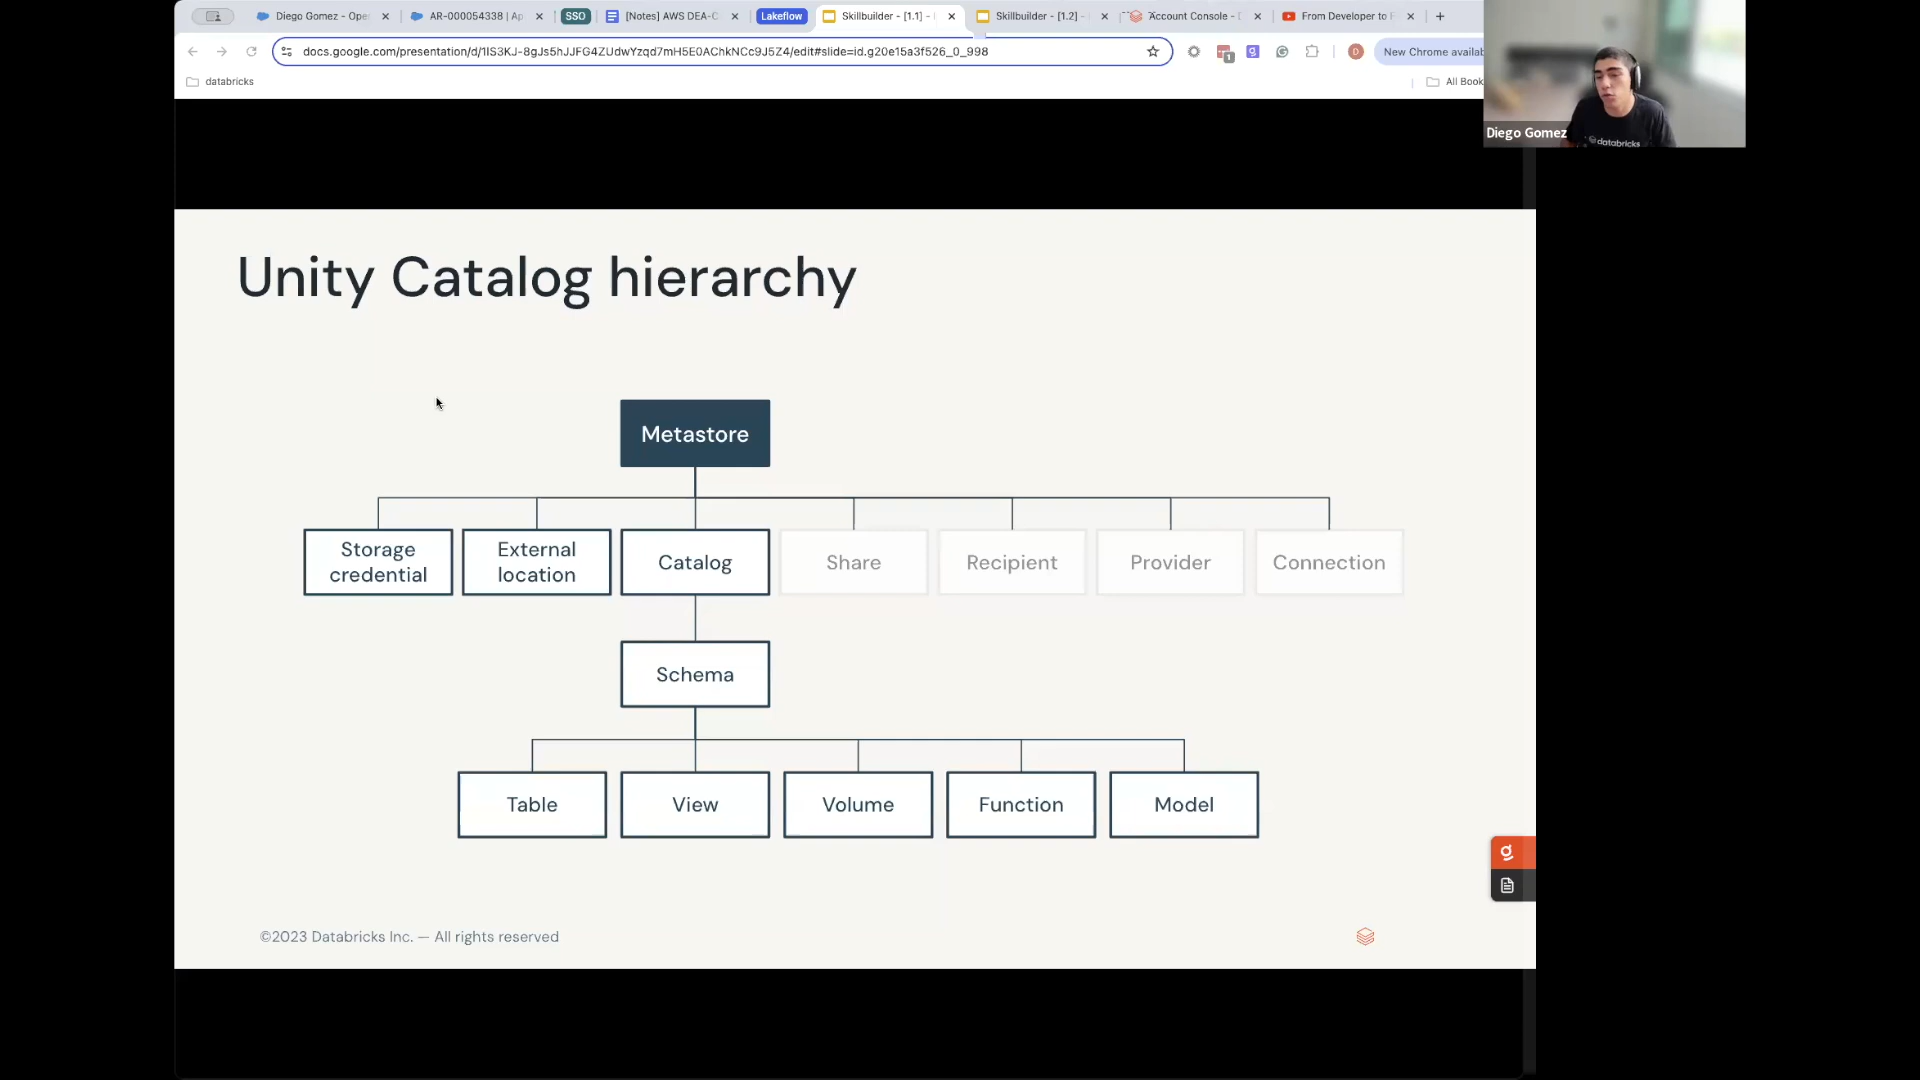 Diego Gomez - Ope
AR-000054338 | Ap
SSO
[Notes] AWS DEA-C
Lakeflow
Skillbuilder - [1.1] -
Skillbuilder - [1.2] -
Account Console - D
From Developer to F
docs.google.com/presentation/d/1IS3KJ-8gJs5hJJFG4ZUdwYzqd7mH5E0AChkNCc9J5Z4/edit#slide=id.g20e15a3f526_0_998
1
D
New Chrome availab
databricks
All Book
Diego Gomez
databricks
Unity Catalog hierarchy
Metastore
Storage
credential
External
location
Catalog
Share
Recipient
Provider
Connection
Schema
Table
View
Volume
Function
Model
©2023 Databricks Inc. — All rights reserved